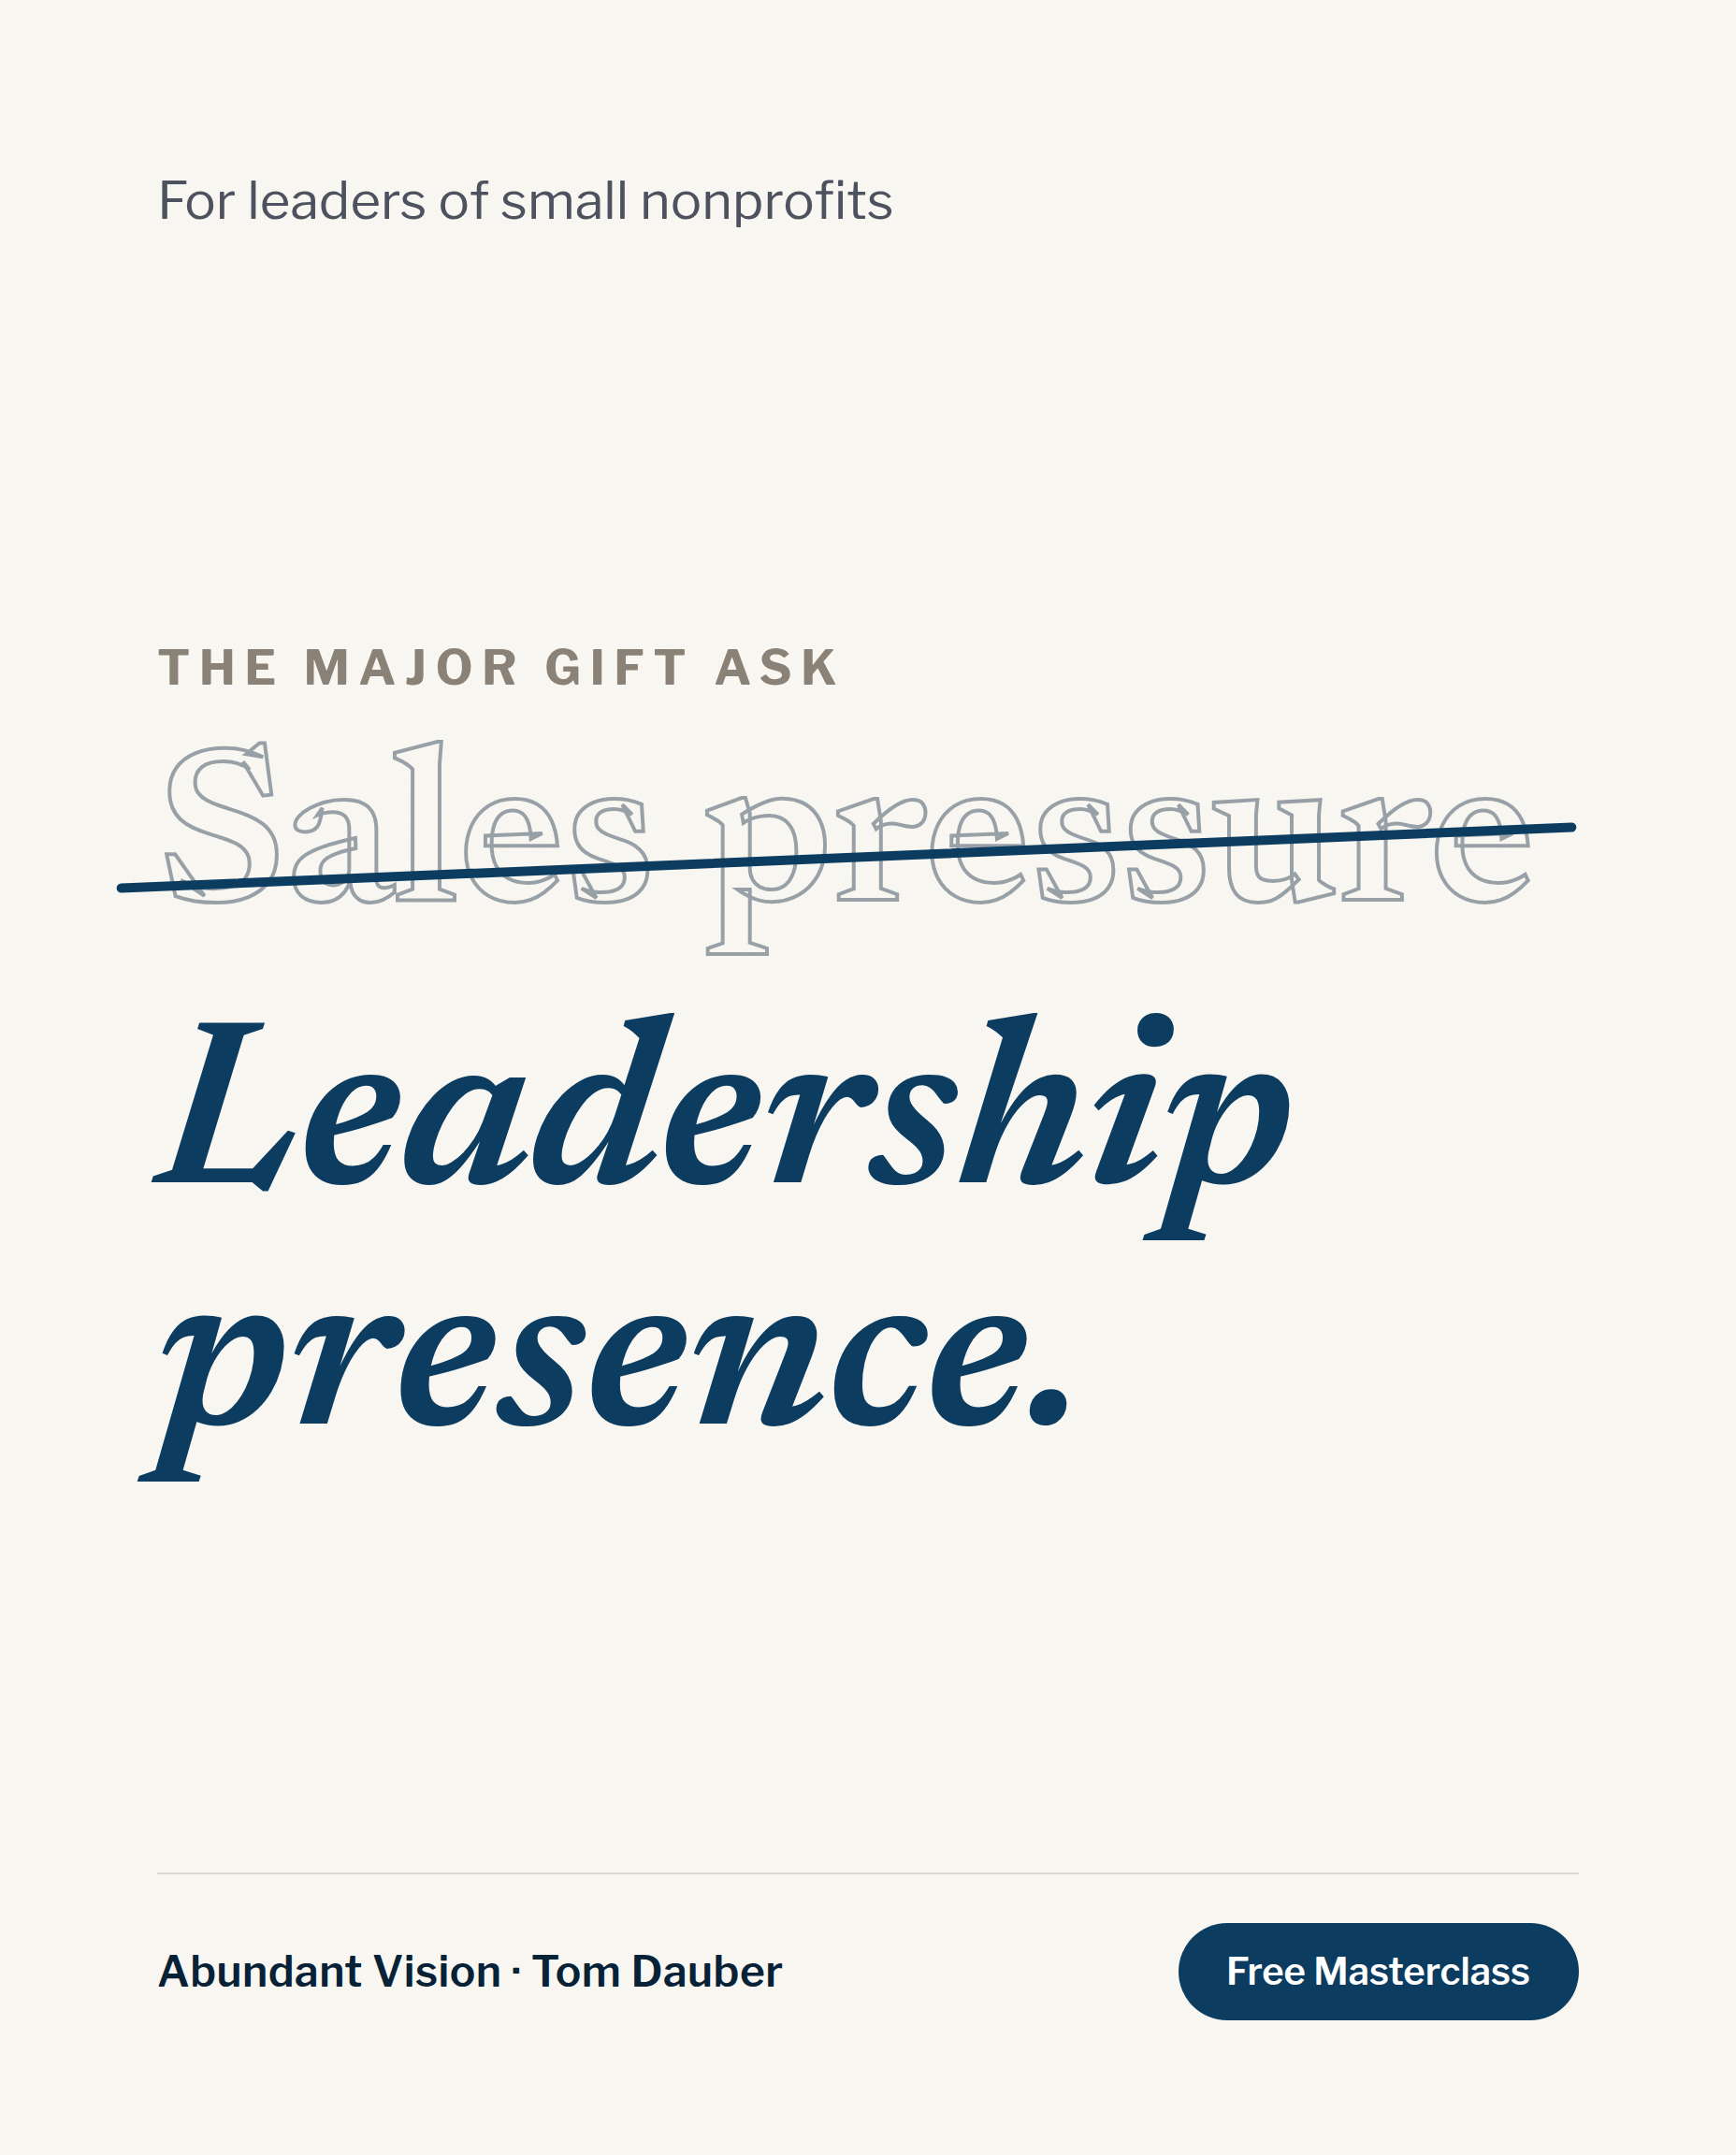 For leaders of small nonprofits
THE MAJOR GIFT ASK
Sales pressure
Leadership
presence.
Abundant Vision · Tom Dauber
Free Masterclass